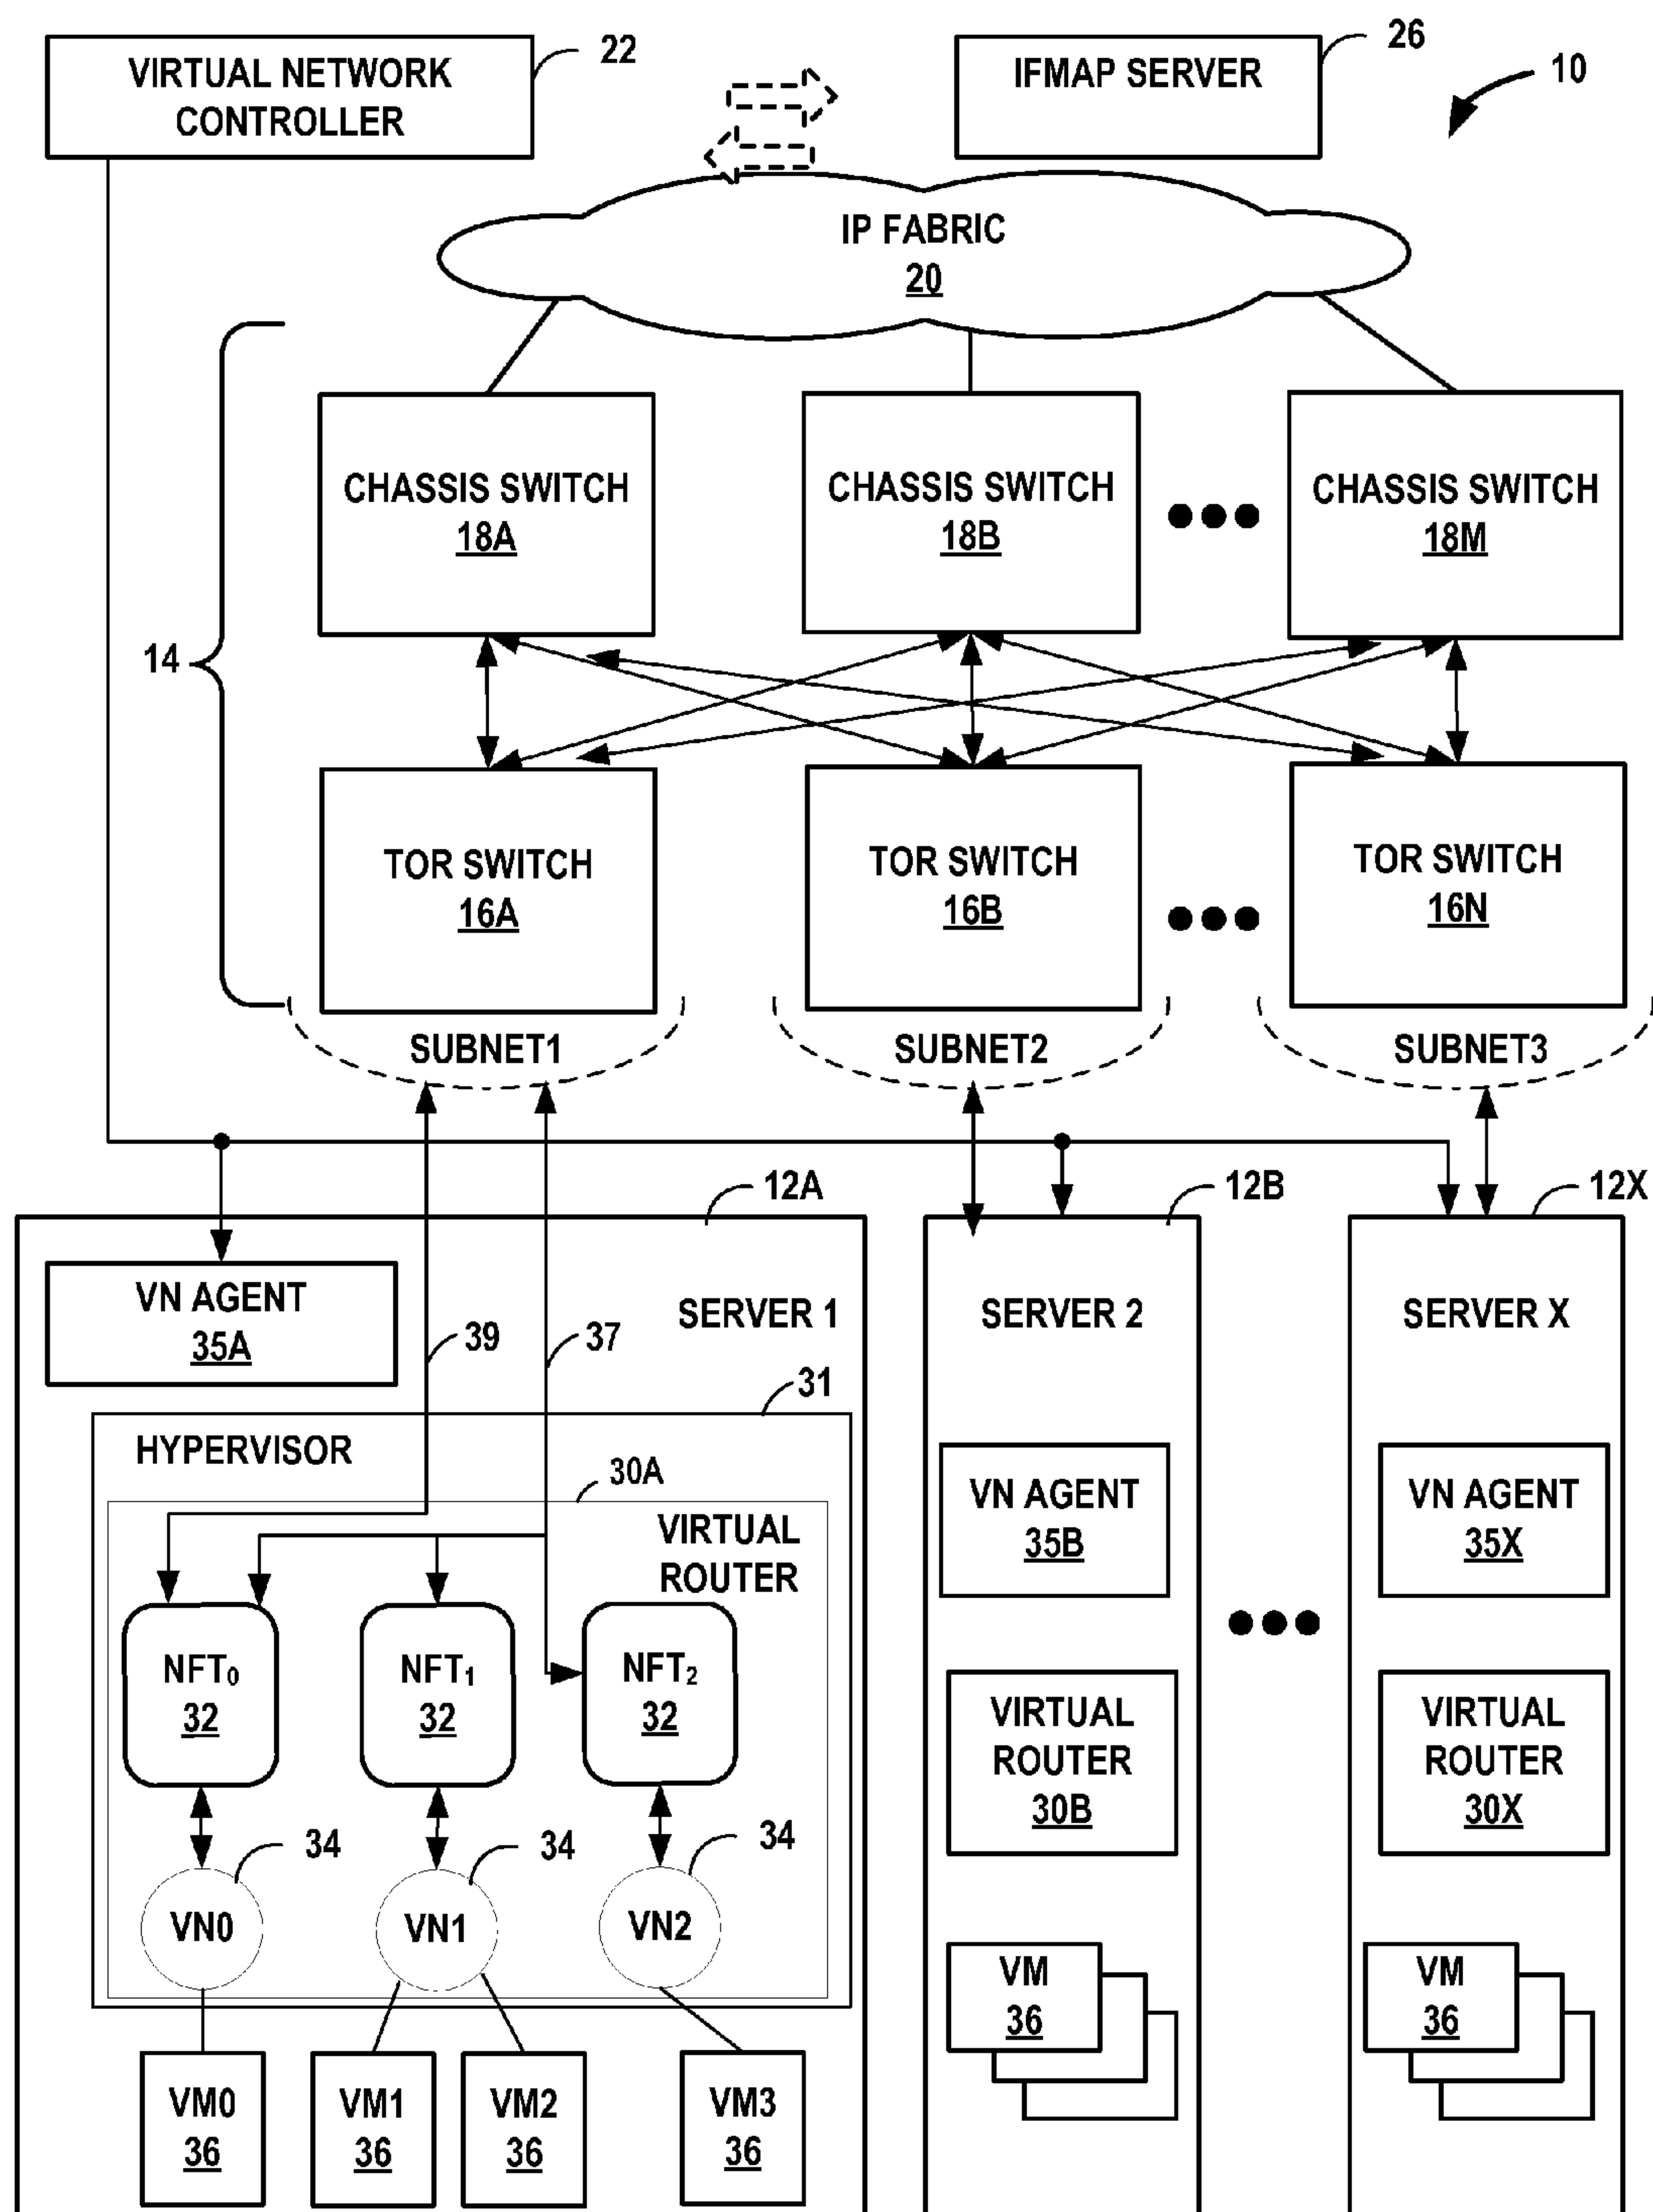 VIRTUAL NETWORK
CONTROLLER
22
IFMAP SERVER
26
10
IP FABRIC
20
14
CHASSIS SWITCH
18A
CHASSIS SWITCH
18B
CHASSIS SWITCH
18M
TOR SWITCH
16A
TOR SWITCH
16B
TOR SWITCH
16N
SUBNET1
SUBNET2
SUBNET3
12A
12B
12X
VN AGENT
35A
SERVER 1
39
37
31
HYPERVISOR
30A
VIRTUAL
ROUTER
NFT₀
32
NFT₁
32
NFT₂
32
34
34
34
VN0
VN1
VN2
VM0
36
VM1
36
VM2
36
VM3
36
SERVER 2
VN AGENT
35B
VIRTUAL
ROUTER
30B
VM
36
SERVER X
VN AGENT
35X
VIRTUAL
ROUTER
30X
VM
36